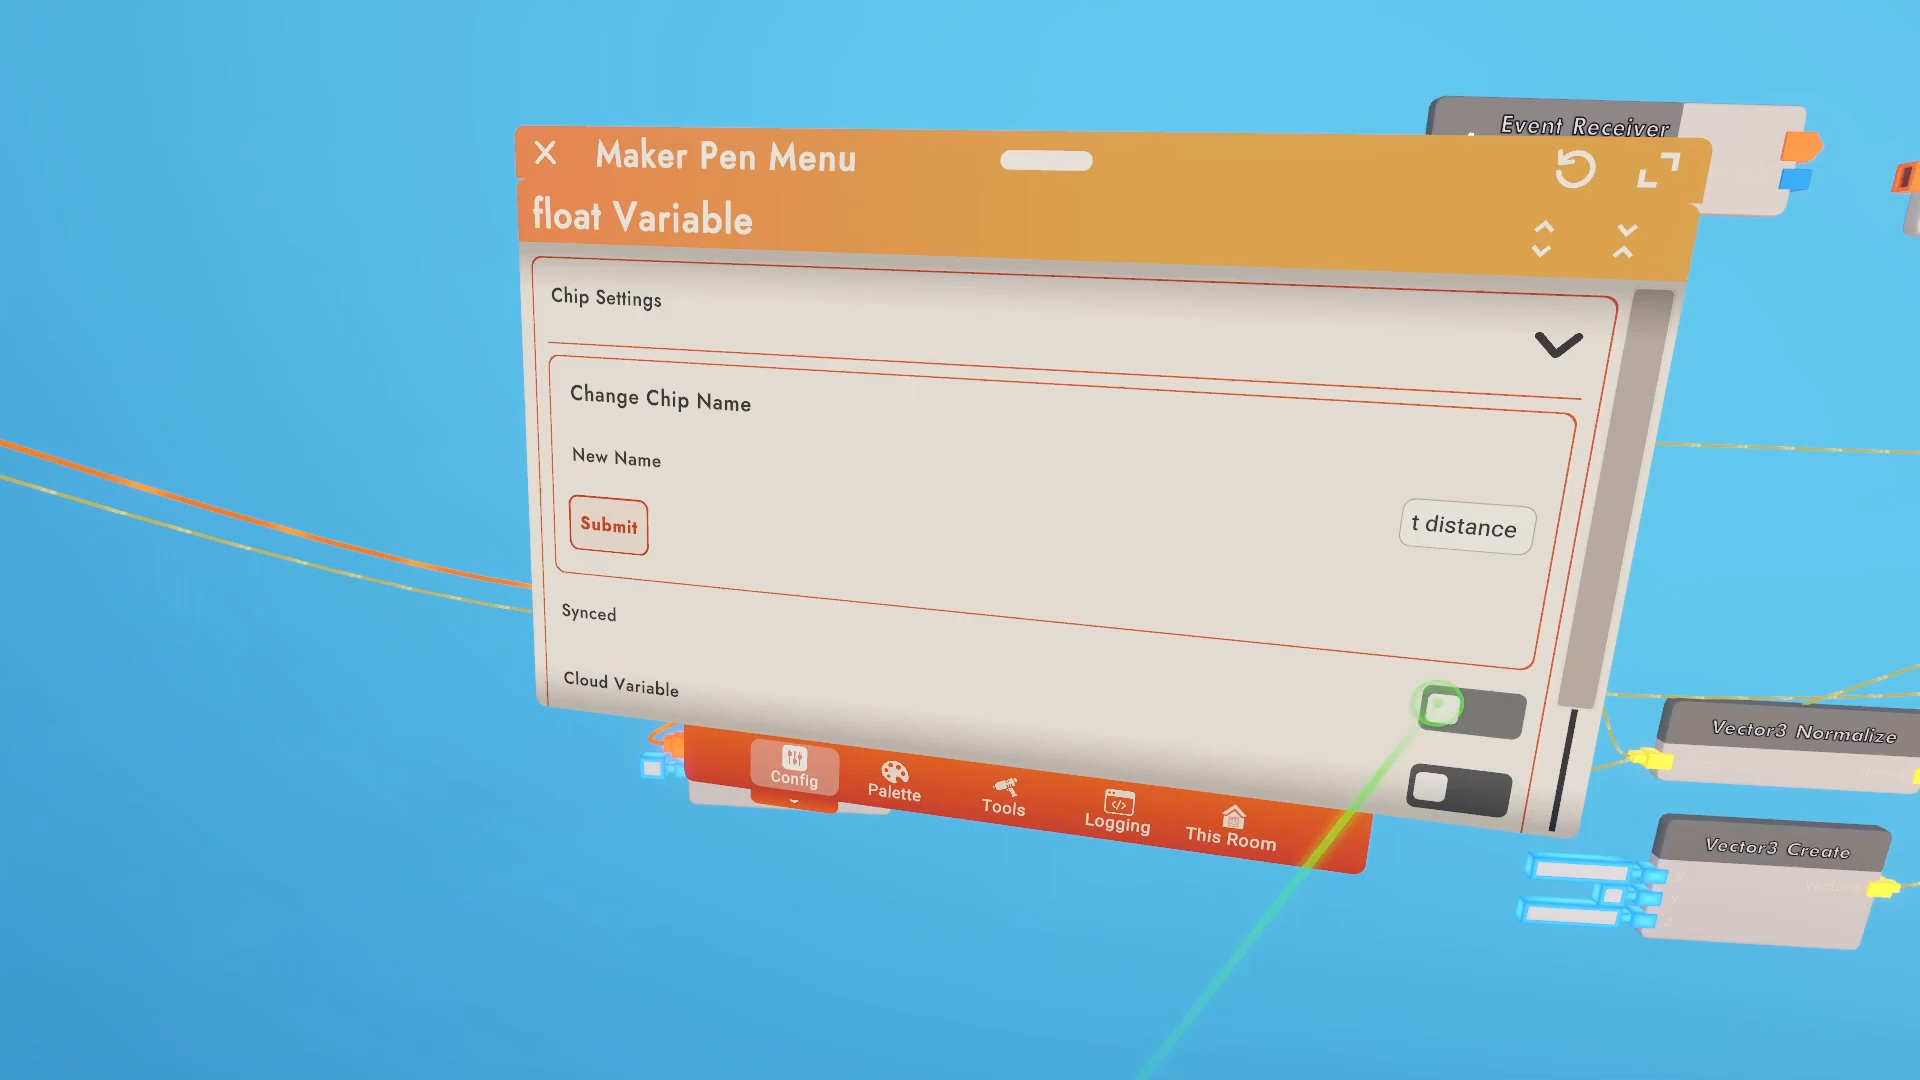 Event Receiver
Maker Pen Menu
float Variable
Chip Settings
Change Chip Name
New Name
Submit
t distance
Synced
Cloud Variable
Vector3 Normalize
Config
Palette
Tools
Logging
This Room
Vector3 Create